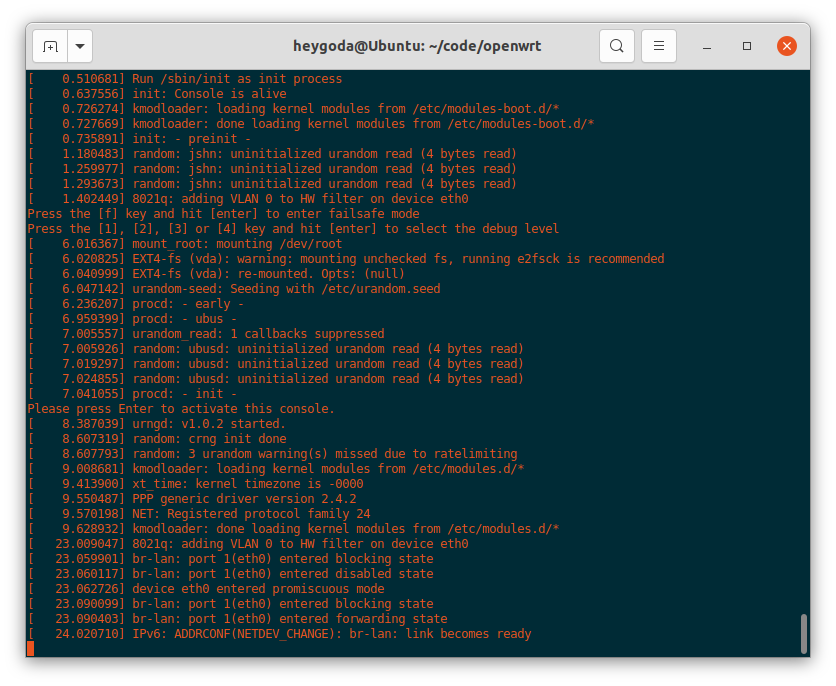 heygoda@Ubuntu: ~/code/openwrt
[    0.510681] Run /sbin/init as init process
[    0.637556] init: Console is alive
[    0.726274] kmodloader: loading kernel modules from /etc/modules-boot.d/*
[    0.727669] kmodloader: done loading kernel modules from /etc/modules-boot.d/*
[    0.735891] init: - preinit -
[    1.180483] random: jshn: uninitialized urandom read (4 bytes read)
[    1.259977] random: jshn: uninitialized urandom read (4 bytes read)
[    1.293673] random: jshn: uninitialized urandom read (4 bytes read)
[    1.402449] 8021q: adding VLAN 0 to HW filter on device eth0
Press the [f] key and hit [enter] to enter failsafe mode
Press the [1], [2], [3] or [4] key and hit [enter] to select the debug level
[    6.016367] mount_root: mounting /dev/root
[    6.020825] EXT4-fs (vda): warning: mounting unchecked fs, running e2fsck is recommended
[    6.040999] EXT4-fs (vda): re-mounted. Opts: (null)
[    6.047142] urandom-seed: Seeding with /etc/urandom.seed
[    6.236207] procd: - early -
[    6.959399] procd: - ubus -
[    7.005557] urandom_read: 1 callbacks suppressed
[    7.005926] random: ubusd: uninitialized urandom read (4 bytes read)
[    7.019297] random: ubusd: uninitialized urandom read (4 bytes read)
[    7.024855] random: ubusd: uninitialized urandom read (4 bytes read)
[    7.041055] procd: - init -
Please press Enter to activate this console.
[    8.387039] urngd: v1.0.2 started.
[    8.607319] random: crng init done
[    8.607793] random: 3 urandom warning(s) missed due to ratelimiting
[    9.008681] kmodloader: loading kernel modules from /etc/modules.d/*
[    9.413900] xt_time: kernel timezone is -0000
[    9.550487] PPP generic driver version 2.4.2
[    9.570198] NET: Registered protocol family 24
[    9.628932] kmodloader: done loading kernel modules from /etc/modules.d/*
[   23.009047] 8021q: adding VLAN 0 to HW filter on device eth0
[   23.059901] br-lan: port 1(eth0) entered blocking state
[   23.060117] br-lan: port 1(eth0) entered disabled state
[   23.062726] device eth0 entered promiscuous mode
[   23.090099] br-lan: port 1(eth0) entered blocking state
[   23.090403] br-lan: port 1(eth0) entered forwarding state
[   24.020710] IPv6: ADDRCONF(NETDEV_CHANGE): br-lan: link becomes ready